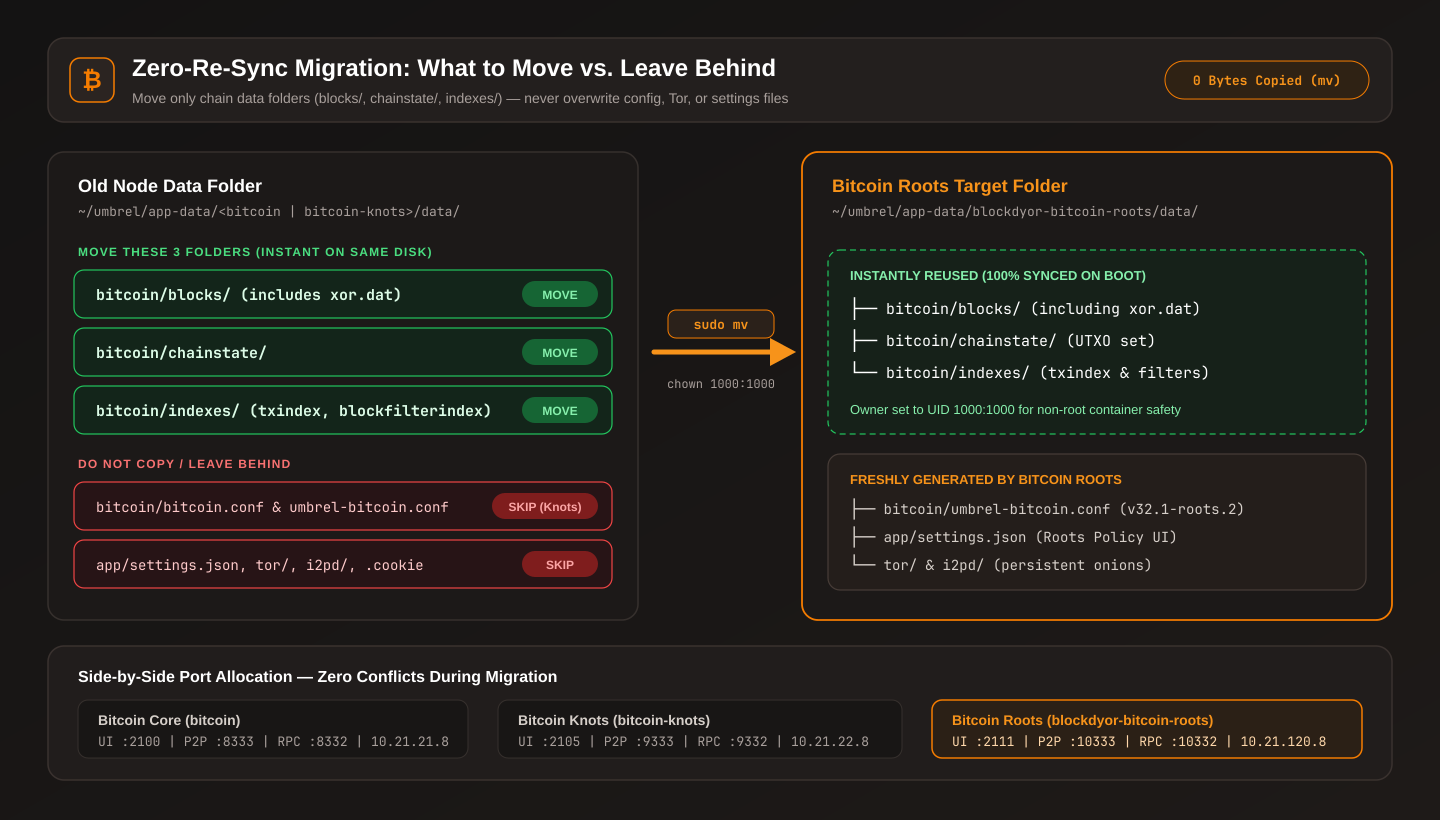 ₿
Zero-Re-Sync Migration: What to Move vs. Leave Behind
Move only chain data folders (blocks/, chainstate/, indexes/) — never overwrite config, Tor, or settings files
0 Bytes Copied (mv)
Old Node Data Folder
~/umbrel/app-data/<bitcoin | bitcoin-knots>/data/
MOVE THESE 3 FOLDERS (INSTANT ON SAME DISK)
bitcoin/blocks/ (includes xor.dat)
MOVE
bitcoin/chainstate/
MOVE
bitcoin/indexes/ (txindex, blockfilterindex)
MOVE
DO NOT COPY / LEAVE BEHIND
bitcoin/bitcoin.conf & umbrel-bitcoin.conf
SKIP (Knots)
app/settings.json, tor/, i2pd/, .cookie
SKIP
sudo mv
chown 1000:1000
Bitcoin Roots Target Folder
~/umbrel/app-data/blockdyor-bitcoin-roots/data/
INSTANTLY REUSED (100% SYNCED ON BOOT)
├── bitcoin/blocks/ (including xor.dat)
├── bitcoin/chainstate/ (UTXO set)
└── bitcoin/indexes/ (txindex & filters)
Owner set to UID 1000:1000 for non-root container safety
FRESHLY GENERATED BY BITCOIN ROOTS
├── bitcoin/umbrel-bitcoin.conf (v32.1-roots.2)
├── app/settings.json (Roots Policy UI)
└── tor/ & i2pd/ (persistent onions)
Side-by-Side Port Allocation — Zero Conflicts During Migration
Bitcoin Core (bitcoin)
UI :2100 | P2P :8333 | RPC :8332 | 10.21.21.8
Bitcoin Knots (bitcoin-knots)
UI :2105 | P2P :9333 | RPC :9332 | 10.21.22.8
Bitcoin Roots (blockdyor-bitcoin-roots)
UI :2111 | P2P :10333 | RPC :10332 | 10.21.120.8